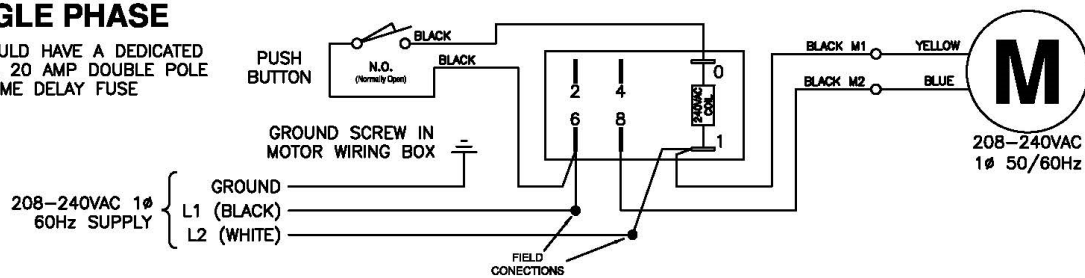 GLE PHASE
ULD HAVE A DEDICATED
20 AMP DOUBLE POLE
ME DELAY FUSE
PUSH
BUTTON
N.O.
(Normally Open)
BLACK
BLACK
GROUND SCREW IN
MOTOR WIRING BOX
208-240VAC 1ø
60Hz SUPPLY
GROUND
L1 (BLACK)
L2 (WHITE)
FIELD
CONECTIONS
2 4
6 8
0
240VAC
COIL
1
BLACK M1
YELLOW
BLACK M2
BLUE
M
208-240VAC
1ø 50/60Hz